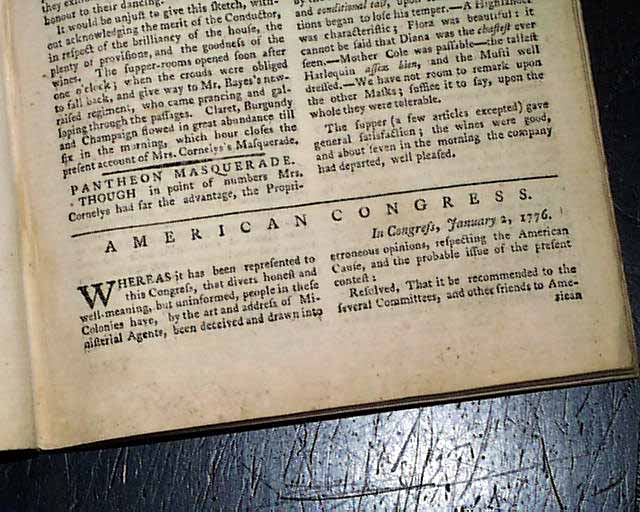 honour to their dancing.
It would be unjust to give this sketch, with-
out acknowledging the merit of the Conductor,
in respect of the brilliancy of the house, the
plenty of provisions, and the goodness of the
wines. The supper-rooms opened soon after
one o'clock; when the crouds were obliged
to fall back, and give way to Mr. Bayes's new-
raised regiment, who came prancing and gal-
loping through the passages. Claret, Burgundy
and Champaign flowed in great abundance till
six in the morning, which hour closes the
present account of Mrs. Cornelys's Masquerade.
PANTHEON MASQUERADE.
THOUGH in point of numbers Mrs.
Cornelys had far the advantage, the Propri-
and conditional tail, upon
tions began to lose his temper.—A Highlander
was characteristic; Flora was beautiful: it
cannot be said that Diana was the chastest ever
seen.—Mother Cole was passable—the tallest
Harlequin assez bien, and the Mufti well
dressed.—We have not room to remark upon
the other Masks; suffice it to say, upon the
whole they were tolerable.
The supper (a few articles excepted) gave
general satisfaction; the wines were good,
and about seven in the morning the company
had departed, well pleased.
AMERICAN CONGRESS.
In Congress, January 2, 1776.
WHEREAS it has been represented to
this Congress, that divers honest and
well-meaning, but uninformed, people in these
Colonies have, by the art and address of Mi-
nisterial Agents, been deceived and drawn into
erroneous opinions, respecting the American
Cause, and the probable issue of the present
contest:
Resolved, That it be recommended to the
several Committees, and other friends to Ame-
rican